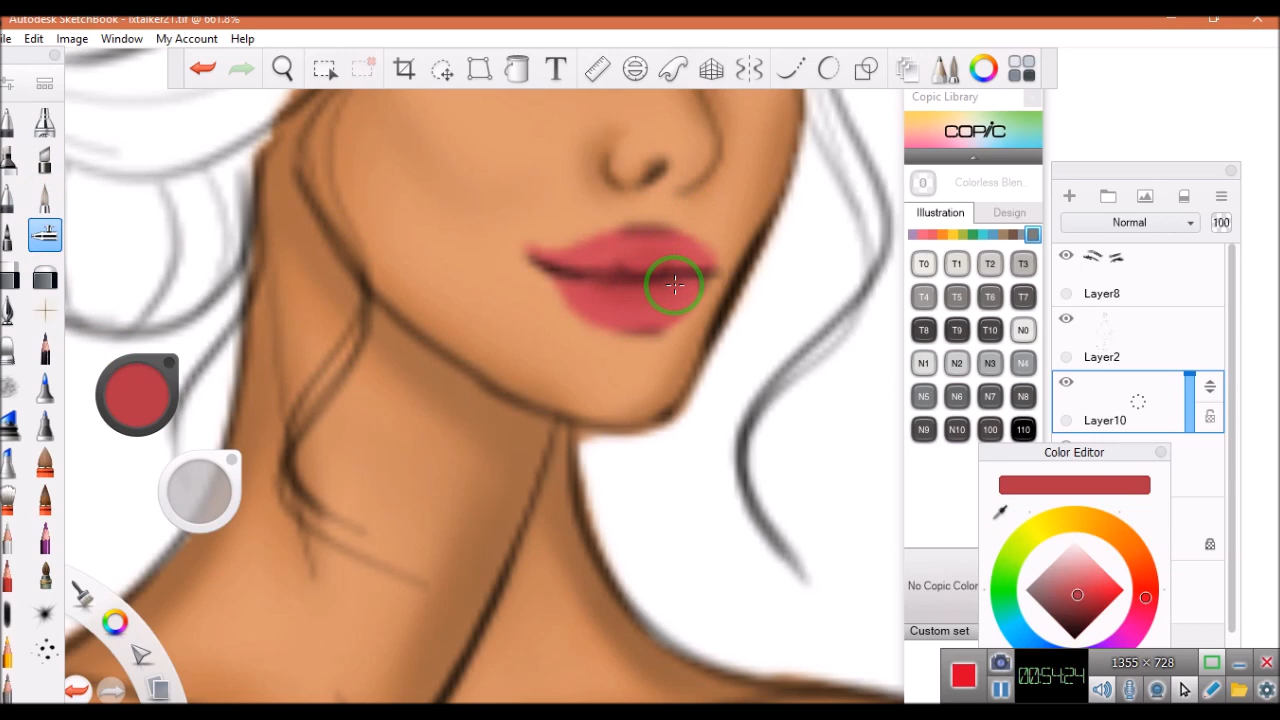 Autodesk SketchBook - ixtalker21.tif @ 661.8%
ile Edit Image Window My Account Help
T
Copic Library
COPIC
0 Colorless Blen..
Illustration Design
Normal 100
T0 T1 T2 T3
T4 T5 T6 T7
T8 T9 T10 N0
N1 N2 N3 N4
N5 N6 N7 N8
N9 N10 100 110
Layer8
Layer2
Layer10
Color Editor
No Copic Color
Custom set
00:54:24
1355 × 728